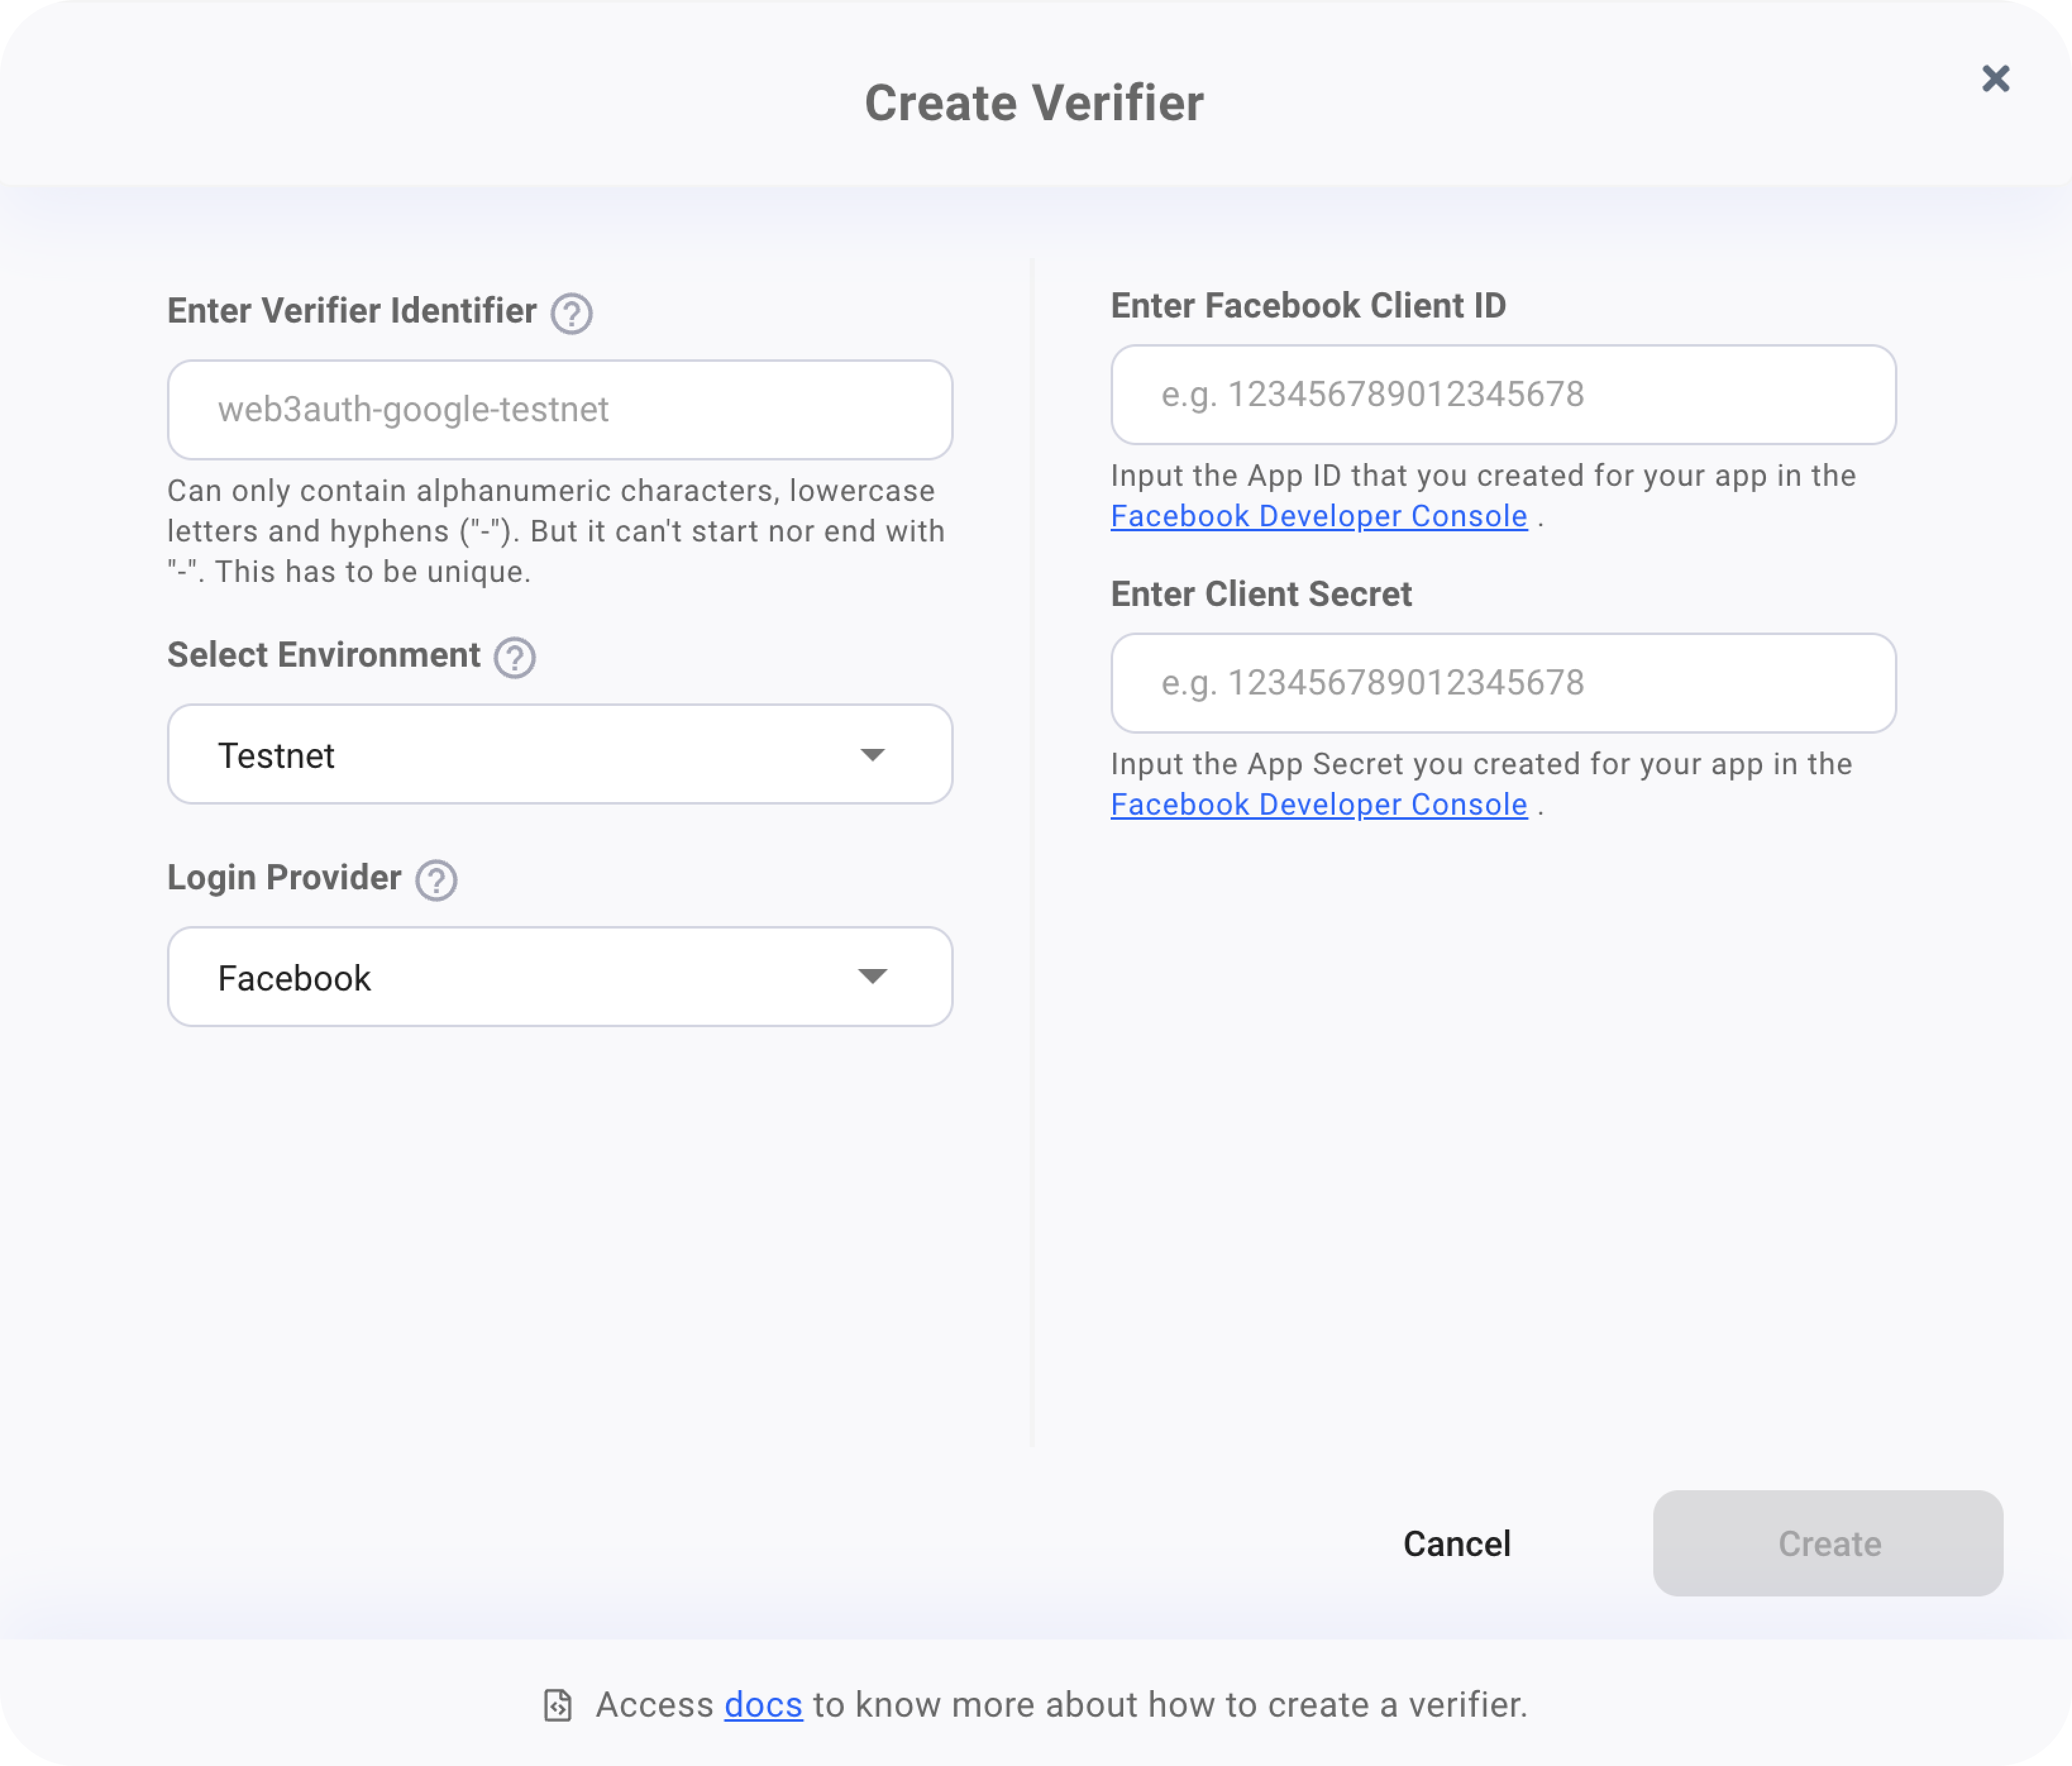 Create Verifier
Enter Verifier Identifier
web3auth-google-testnet
Can only contain alphanumeric characters, lowercase
letters and hyphens ("-"). But it can't start nor end with
"-". This has to be unique.
Select Environment
Testnet
Login Provider
Facebook
Enter Facebook Client ID
e.g. 123456789012345678
Input the App ID that you created for your app in the
Facebook Developer Console .
Enter Client Secret
e.g. 123456789012345678
Input the App Secret you created for your app in the
Facebook Developer Console .
Cancel
Create
Access docs to know more about how to create a verifier.